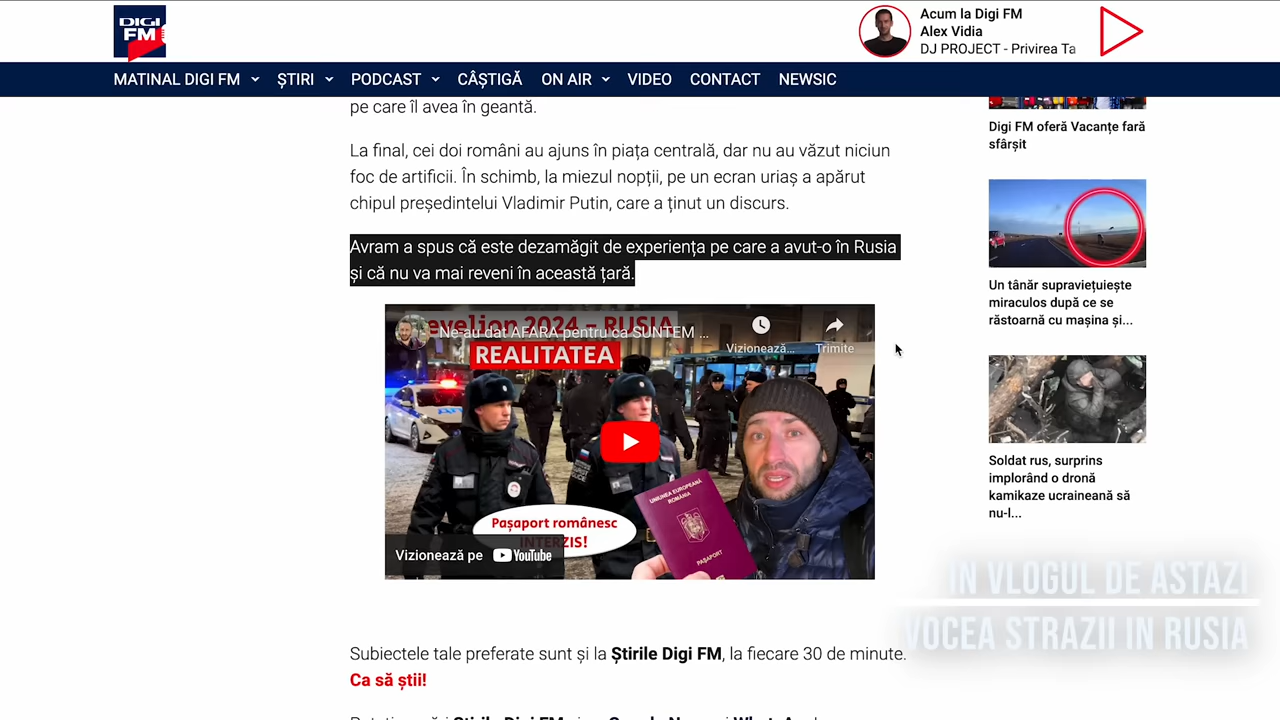 DIGI
FM
Acum la Digi FM
Alex Vidia
DJ PROJECT - Privirea Ta
MATINAL DIGI FM
ȘTIRI
PODCAST
CÂȘTIGĂ
ON AIR
VIDEO
CONTACT
NEWSIC
pe care îl avea în geantă.
La final, cei doi români au ajuns în piața centrală, dar nu au văzut niciun
foc de artificii. În schimb, la miezul nopții, pe un ecran uriaș a apărut
chipul președintelui Vladimir Putin, care a ținut un discurs.
Avram a spus că este dezamăgit de experiența pe care a avut-o în Rusia
și că nu va mai reveni în această țară.
evelion 2024 – RUSIA
Ne-au dat AFARA pentru ca SUNTEM ...
Vizionează...
Trimite
REALITATEA
UNIUNEA EUROPEANĂ
ROMÂNIA
PAȘAPORT
Pașaport românesc
INTERZIS!
Vizionează pe YouTube
Subiectele tale preferate sunt și la Știrile Digi FM, la fiecare 30 de minute.
Ca să știi!
Digi FM oferă Vacanțe fară
sfârșit
Un tânăr supraviețuiește
miraculos după ce se
răstoarnă cu mașina și...
Soldat rus, surprins
implorând o dronă
kamikaze ucraineană să
nu-l...
IN VLOGUL DE ASTAZI
VOCEA STRAZII IN RUSIA